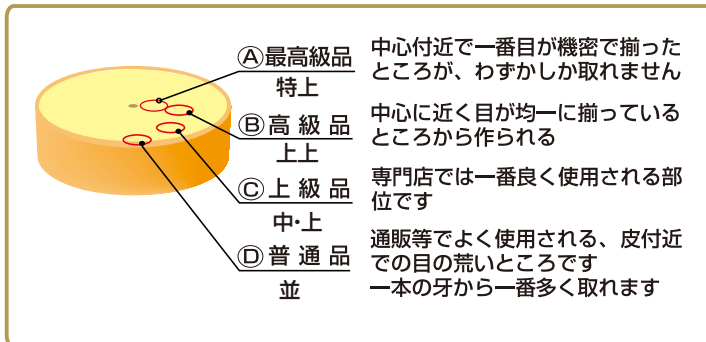 Ⓐ最高級品
特上
中心付近で一番目が機密で揃った
ところが、わずかしか取れません
Ⓑ高級品
上上
中心に近く目が均一に揃っている
ところから作られる
Ⓒ上級品
中・上
専門店では一番良く使用される部
位です
Ⓓ普通品
並
通販等でよく使用される、皮付近
での目の荒いところです
一本の牙から一番多く取れます